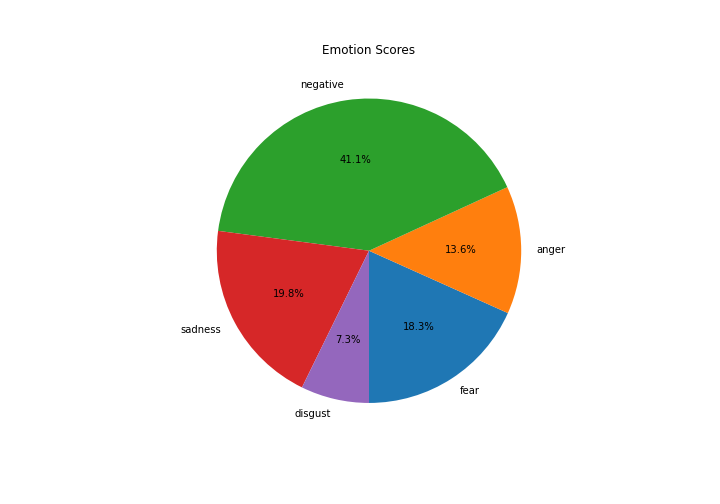 Emotion Scores
negative
41.1%
13.6%
anger
19.8%
18.3%
sadness
7.3%
fear
disgust